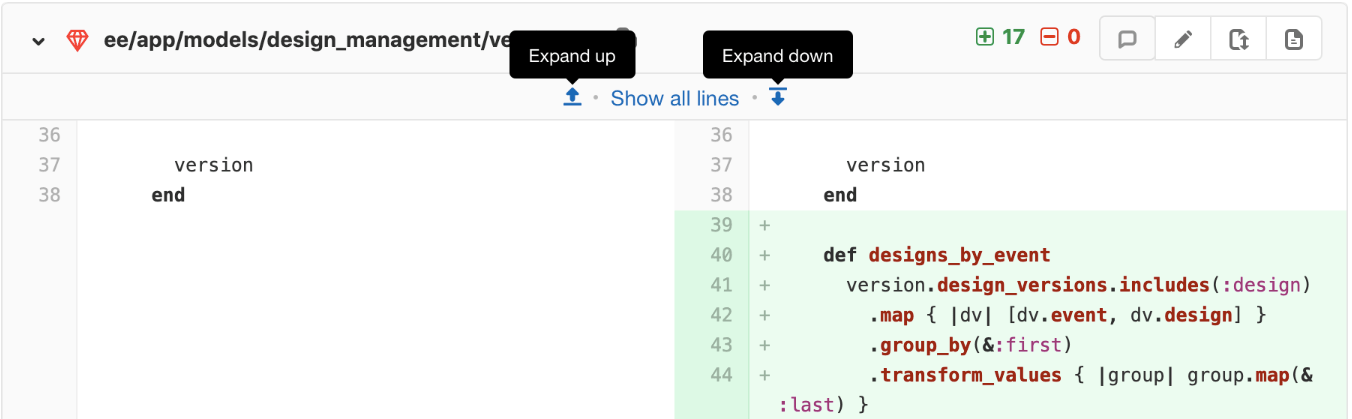 ee/app/models/design_management/ve
17 0
Expand up Expand down
· Show all lines ·
36 36
37 version 37 version
38 end 38 end
39 +
40 + def designs_by_event
41 + version.design_versions.includes(:design)
42 + .map { |dv| [dv.event, dv.design] }
43 + .group_by(&:first)
44 + .transform_values { |group| group.map(&
:last) }